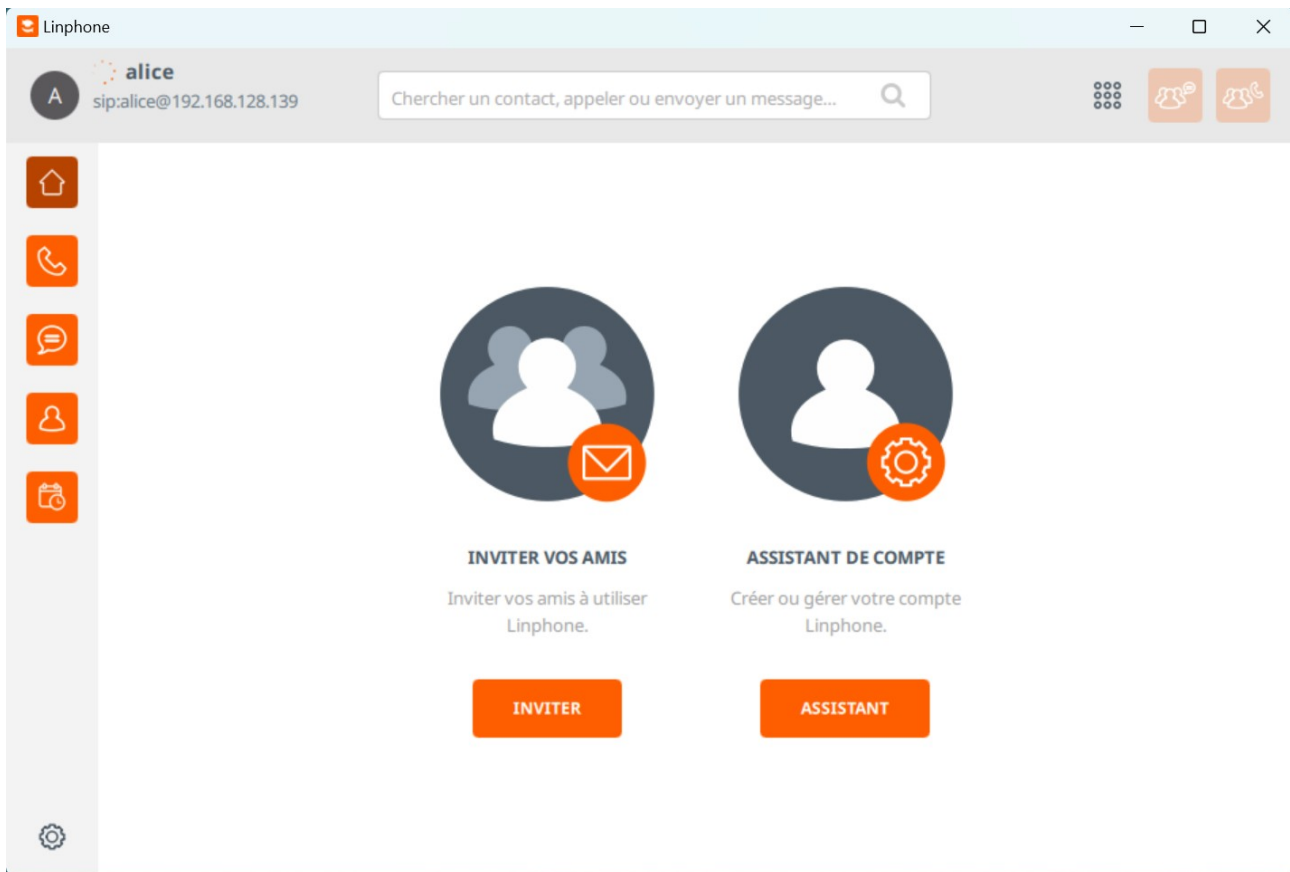 Linphone
alice
A
sip:alice@192.168.128.139
Chercher un contact, appeler ou envoyer un message...
INVITER VOS AMIS
Inviter vos amis à utiliser
Linphone.
INVITER
ASSISTANT DE COMPTE
Créer ou gérer votre compte
Linphone.
ASSISTANT